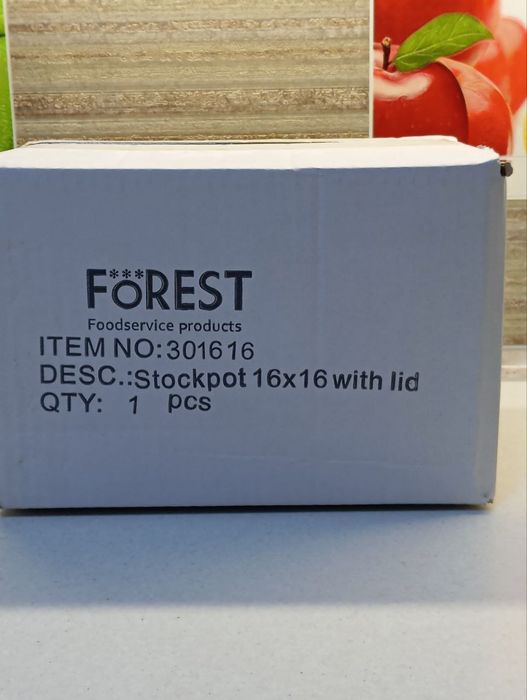 FOREST
Foodservice products
ITEM NO: 301616
DESC.:Stockpot 16x16 with lid
QTY: 1 pcs